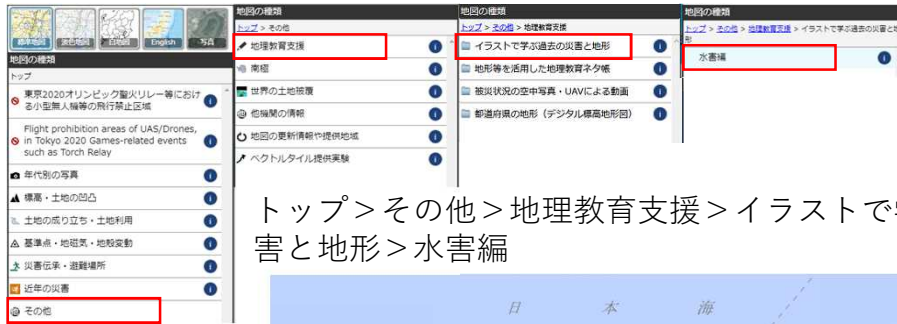 標準地図 淡色地図 白地図 English 写真
地図の種類
トップ
東京2020オリンピック聖火リレー等におけ
る小型無人機等の飛行禁止区域
Flight prohibition areas of UAS/Drones,
in Tokyo 2020 Games-related events
such as Torch Relay
年代別の写真
標高・土地の凹凸
土地の成り立ち・土地利用
基準点・地磁気・地殻変動
災害伝承・避難場所
近年の災害
その他
地図の種類
トップ > その他
地理教育支援
南極
世界の土地被覆
他機関の情報
地図の更新情報や提供地域
ベクトルタイル提供実験
地図の種類
トップ > その他 > 地理教育支援
イラストで学ぶ過去の災害と地形
地形等を活用した地理教育ネタ帳
被災状況の空中写真・UAVによる動画
都道府県の地形(デジタル標高地形図)
地図の種類
トップ > その他 > 地理教育支援 > イラストで学ぶ過去の災害と地
形
水害編
トップ>その他>地理教育支援>イラストで
害と地形>水害編
日本海